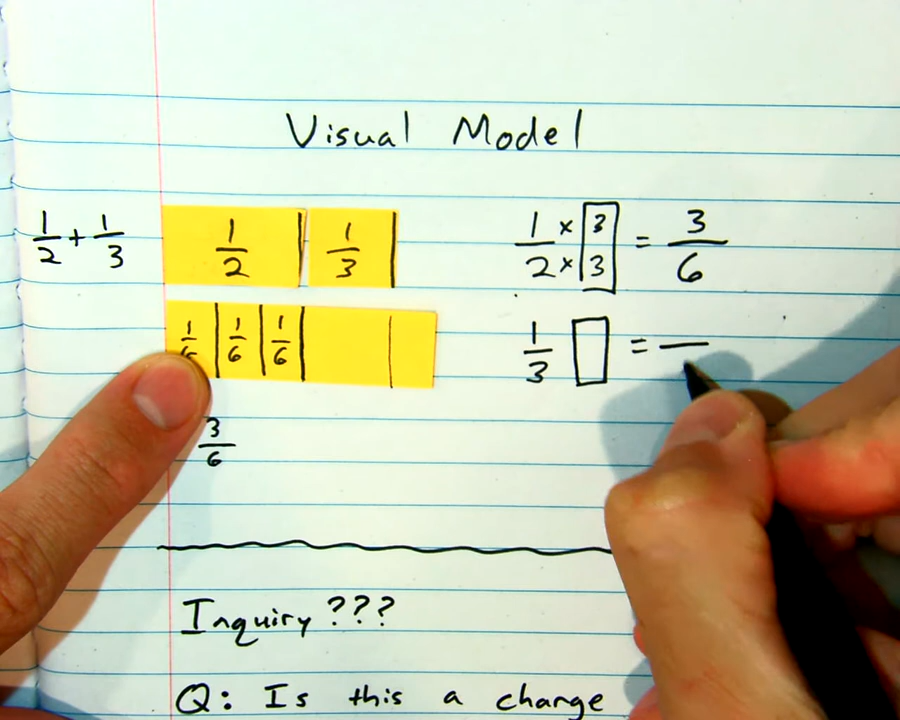 Visual Model
1/2 + 1/3
1/2 1/3
1/2 × 3/× 3 = 3/6
1/6 1/6 1/6
1/3 □ = —
3/6
Inquiry ???
Q: Is this a change